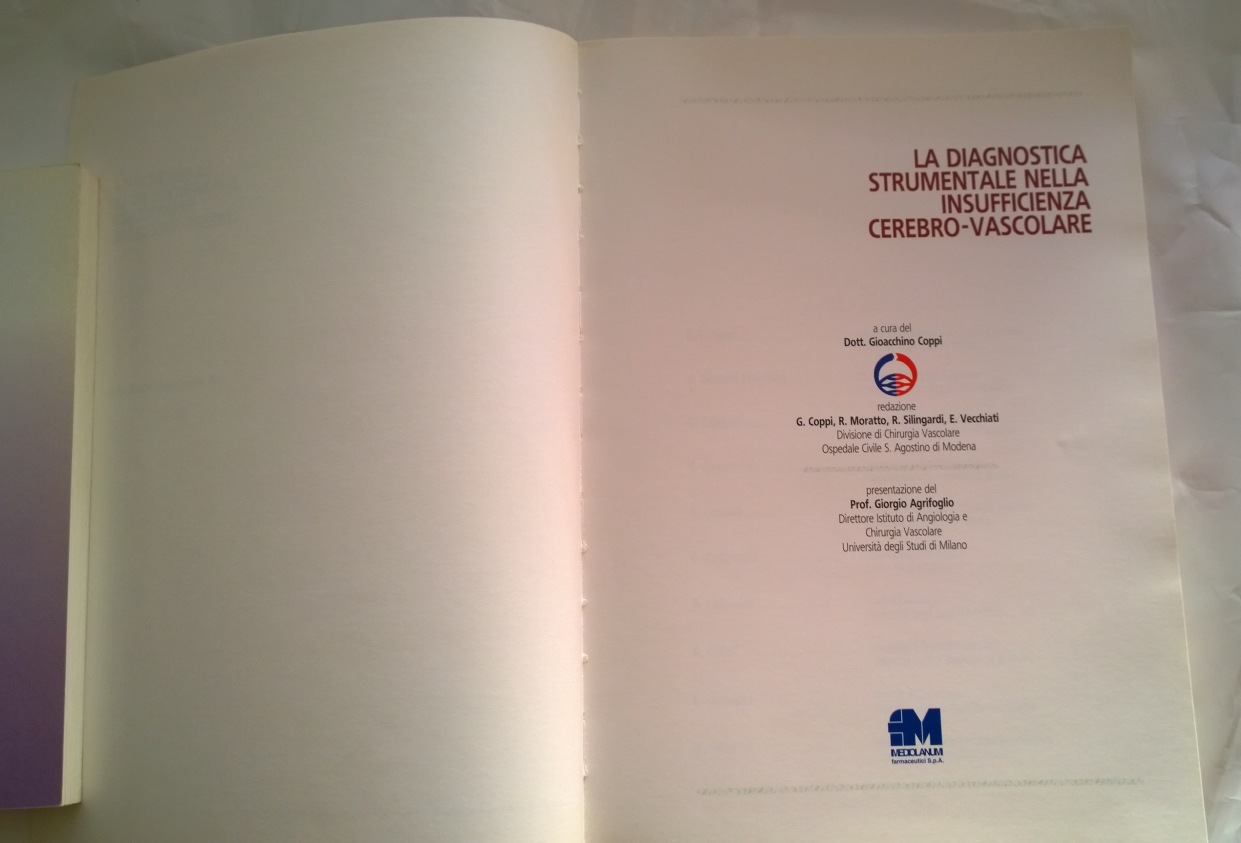 LA DIAGNOSTICA
STRUMENTALE NELLA
INSUFFICIENZA
CEREBRO-VASCOLARE
a cura del
Dott. Gioacchino Coppi
redazione
G. Coppi, R. Moratto, R. Silingardi, E. Vecchiati
Divisione di Chirurgia Vascolare
Ospedale Civile S. Agostino di Modena
presentazione del
Prof. Giorgio Agrifoglio
Direttore Istituto di Angiologia e
Chirurgia Vascolare
Università degli Studi di Milano
MEDIOLANUM
farmaceutici S.p.A.